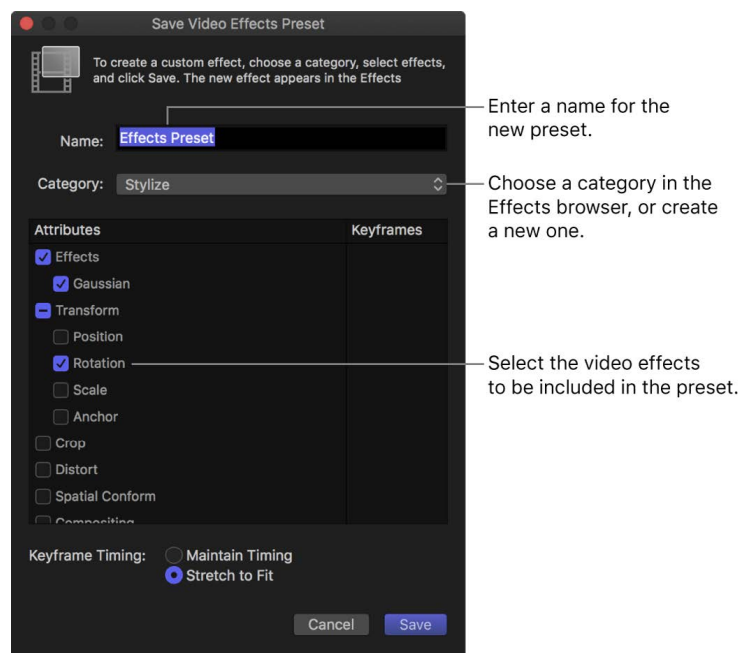 Save Video Effects Preset
To create a custom effect, choose a category, select effects,
and click Save. The new effect appears in the Effects
Enter a name for the
new preset.
Name: Effects Preset
Category: Stylize
Choose a category in the
Effects browser, or create
a new one.
Attributes Keyframes
Effects
Gaussian
Transform
Position
Rotation
Select the video effects
to be included in the preset.
Scale
Anchor
Crop
Distort
Spatial Conform
Compositing
Keyframe Timing: Maintain Timing
Stretch to Fit
Cancel Save